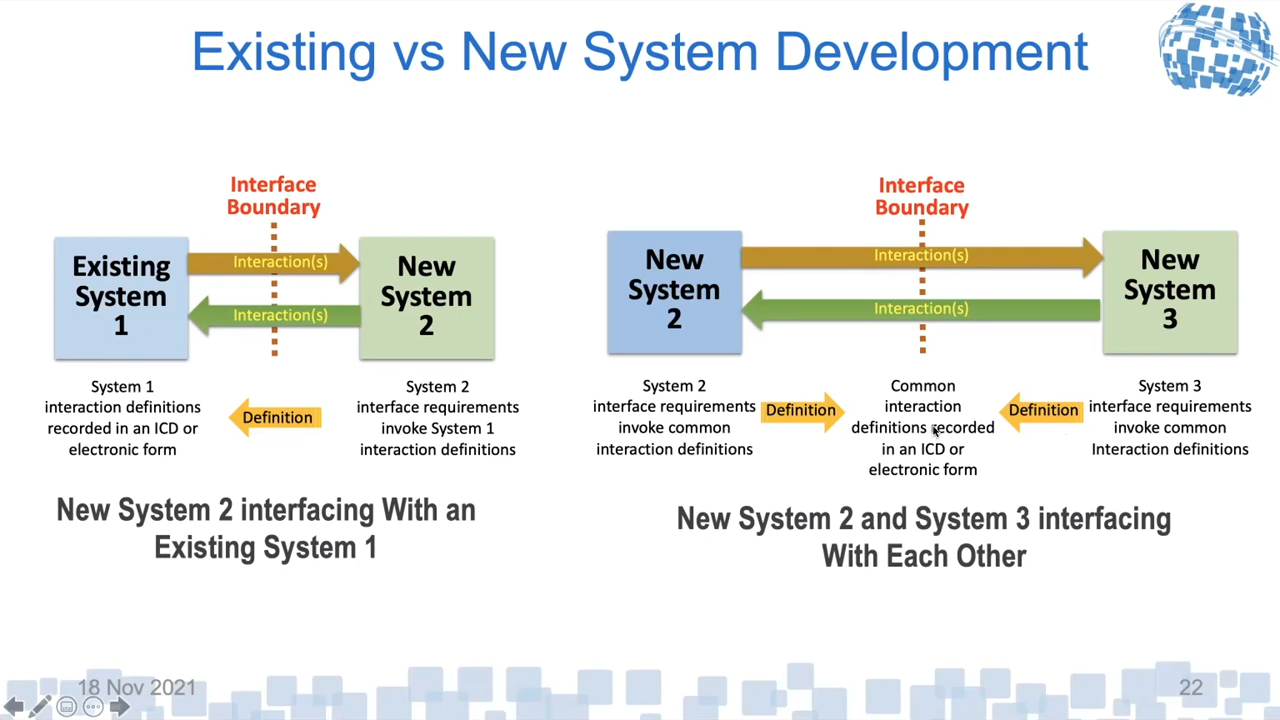 Existing vs New System Development
Interface
Boundary
Existing
System
1
Interaction(s)
Interaction(s)
New
System
2
System 1
interaction definitions
recorded in an ICD or
electronic form
Definition
System 2
interface requirements
invoke System 1
interaction definitions
New System 2 interfacing With an
Existing System 1
Interface
Boundary
New
System
2
Interaction(s)
Interaction(s)
New
System
3
System 2
interface requirements
invoke common
interaction definitions
Definition
Common
interaction
definitions recorded
in an ICD or
electronic form
Definition
System 3
interface requirements
invoke common
Interaction definitions
New System 2 and System 3 interfacing
With Each Other
18 Nov 2021
22